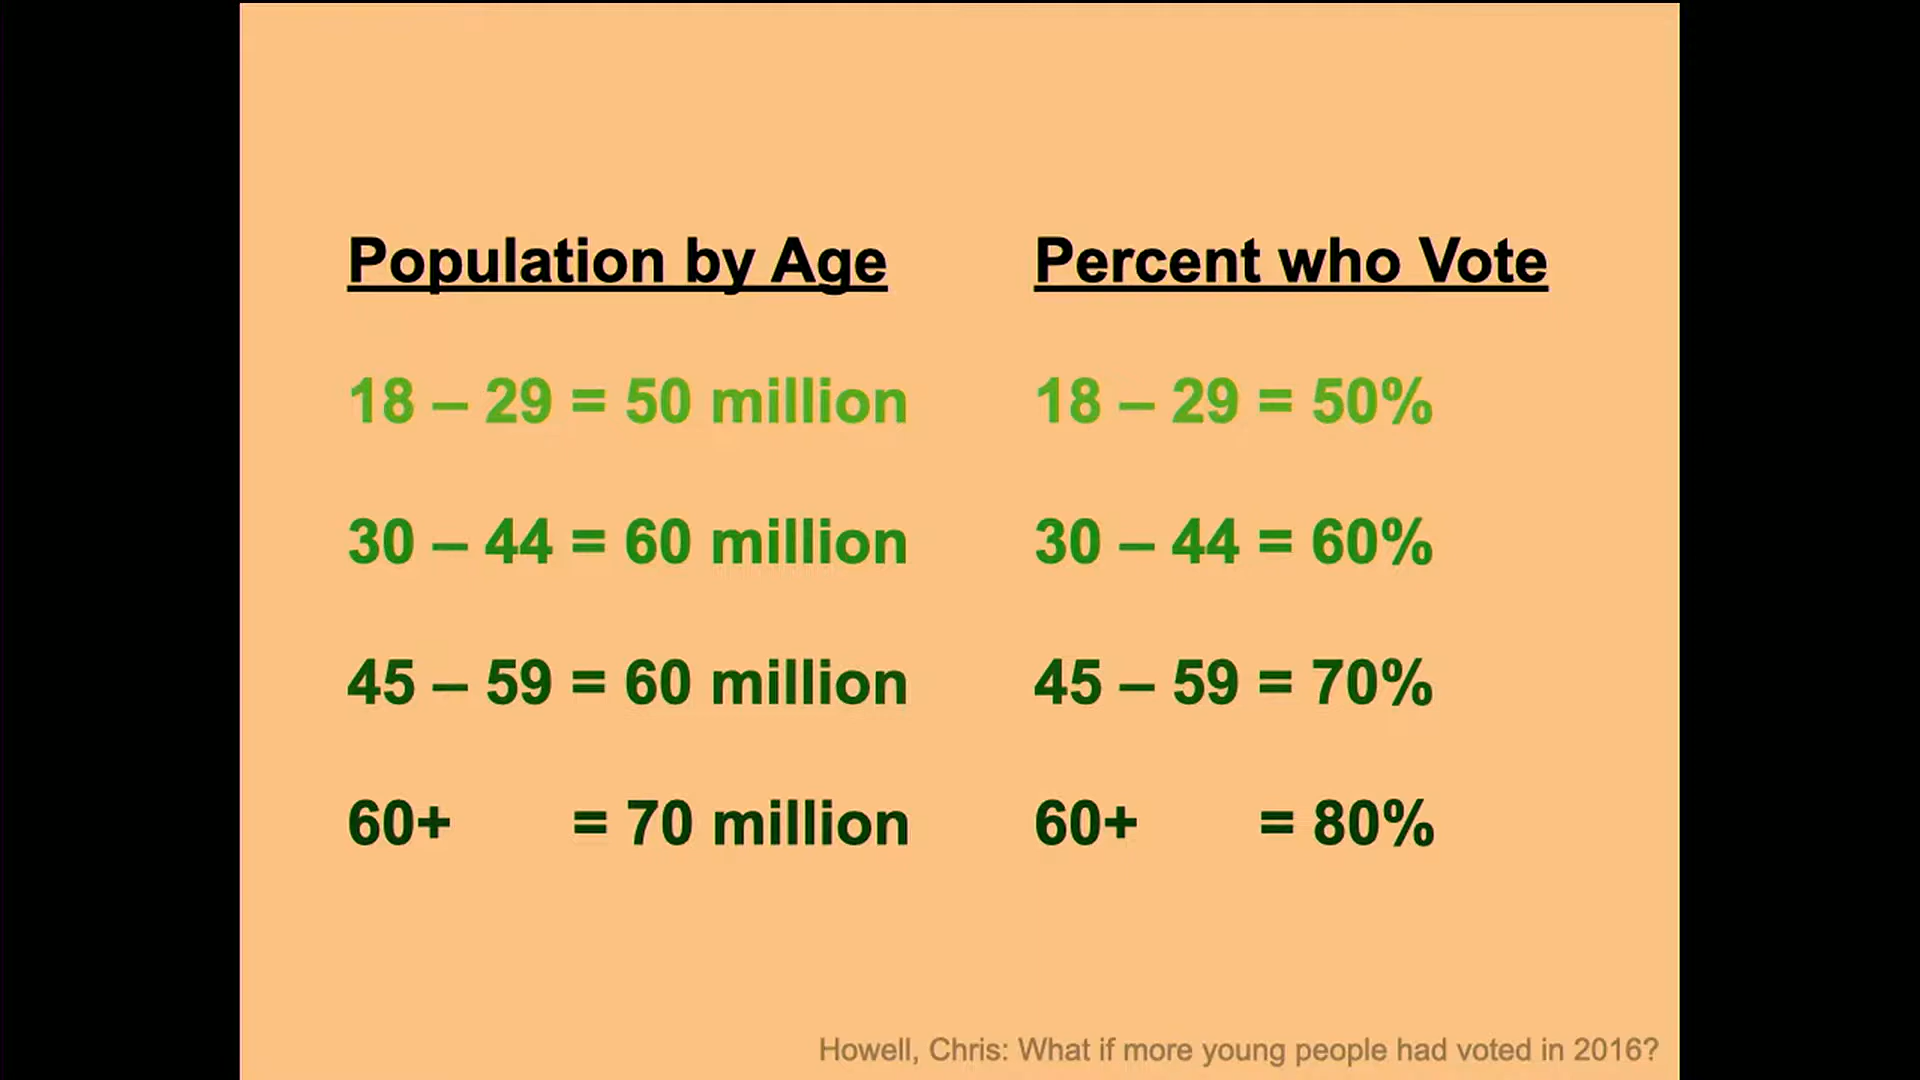 Population by Age
Percent who Vote
18 – 29 = 50 million
18 – 29 = 50%
30 – 44 = 60 million
30 – 44 = 60%
45 – 59 = 60 million
45 – 59 = 70%
60+ = 70 million
60+ = 80%
Howell, Chris: What if more young people had voted in 2016?